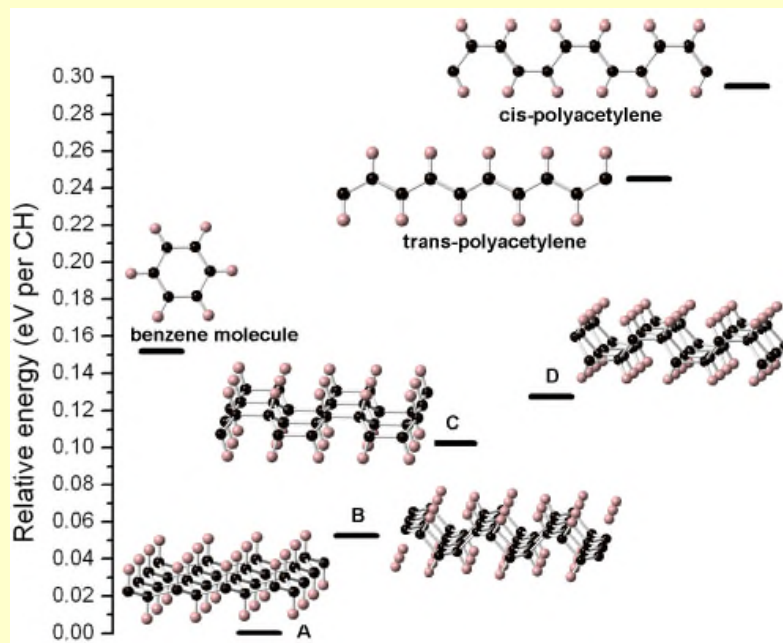 Relative energy (eV per CH)
0.30
0.28
0.26
0.24
0.22
0.20
0.18
0.16
0.14
0.12
0.10
0.08
0.06
0.04
0.02
0.00
cis-polyacetylene
trans-polyacetylene
benzene molecule
D
C
B
A